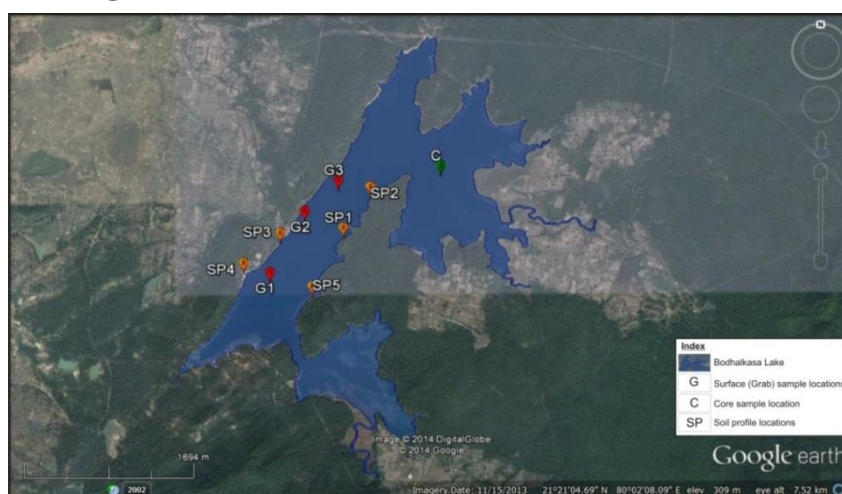 N
C
G3
SP2
G2
SP1
SP3
SP4
G1
SP5
Index
Bodhalkasa Lake
G Surface (Grab) sample locations
C Core sample location
SP Soil profile locations
Image © 2014 DigitalGlobe
© 2014 Google
Google earth
1694 m
2002
Imagery Date: 11/15/2013 21°21'04.69" N 80°02'08.09" E elev 309 m eye alt 7.52 km